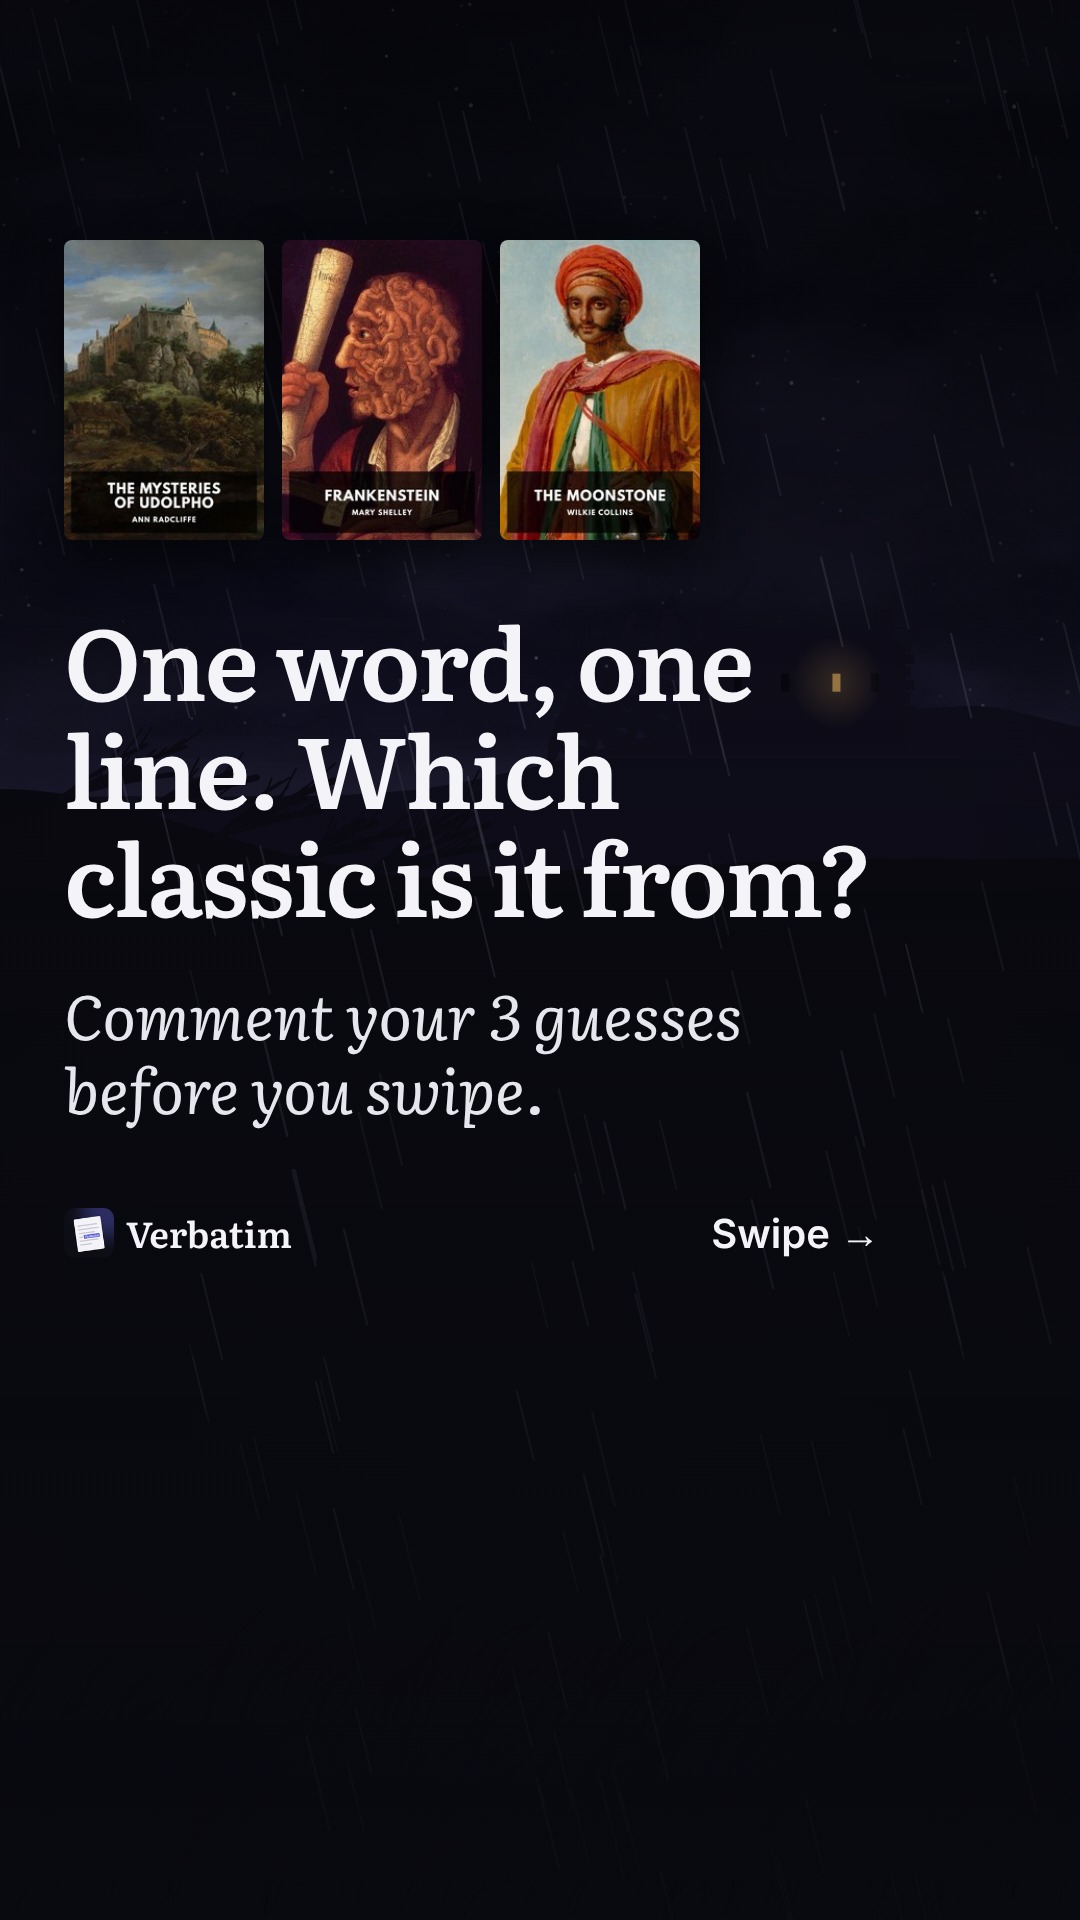 THE MYSTERIES
OF UDOLPHO
ANN RADCLIFFE
FRANKENSTEIN
MARY SHELLEY
THE MOONSTONE
WILKIE COLLINS
One word, one
line. Which
classic is it from?
Comment your 3 guesses
before you swipe.
Verbatim
Swipe →